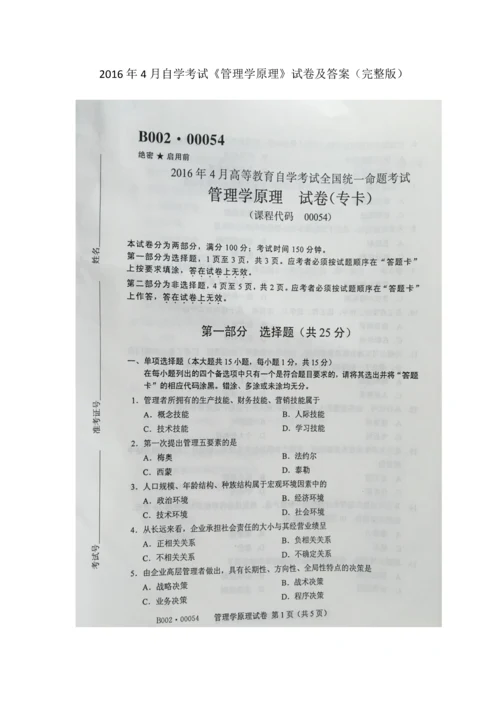 2016 年 4 月自学考试《管理学原理》试卷及答案（完整版）
B002·00054
绝密 ★ 启用前
2016 年 4 月高等教育自学考试全国统一命题考试
管理学原理 试卷(专卡)
(课程代码 00054)
本试卷分为两部分，满分 100 分；考试时间 150 分钟。
第一部分为选择题，1 页至 3 页，共 3 页。应考者必须按试题顺序在“答题卡”
上按要求填涂，答在试卷上无效。
第二部分为非选择题，4 页至 5 页，共 2 页。应考者必须按试题顺序在“答题卡”
上作答，答在试卷上无效。
第一部分 选择题（共 25 分）
一、单项选择题（本大题共 15 小题，每小题 1 分，共 15 分）
在每小题列出的四个备选项中只有一个是符合题目要求的，请将其选出并将“答题
卡”的相应代码涂黑。错涂、多涂或未涂均无分。
1．管理者所拥有的生产技能、财务技能、营销技能属于
A．概念技能 B．人际技能
C．技术技能 D．学习技能
2．第一次提出管理五要素的是
A．梅奥 B．法约尔
C．西蒙 D．泰勒
3．人口规模、年龄结构、种族结构属于宏观环境因素中的
A．政治环境 B．经济环境
C．技术环境 D．社会环境
4．从长远来看，企业承担社会责任的大小与其经营业绩呈
A．正相关关系 B．负相关关系
C．不相关关系 D．不确定关系
5．由企业高层管理者做出，具有长期性、方向性、全局性特点的决策是
A．战略决策 B．战术决策
C．业务决策 D．程序决策
B002·00054 管理学原理试卷 第 1 页(共 5 页)
姓名
准考证号
考试号